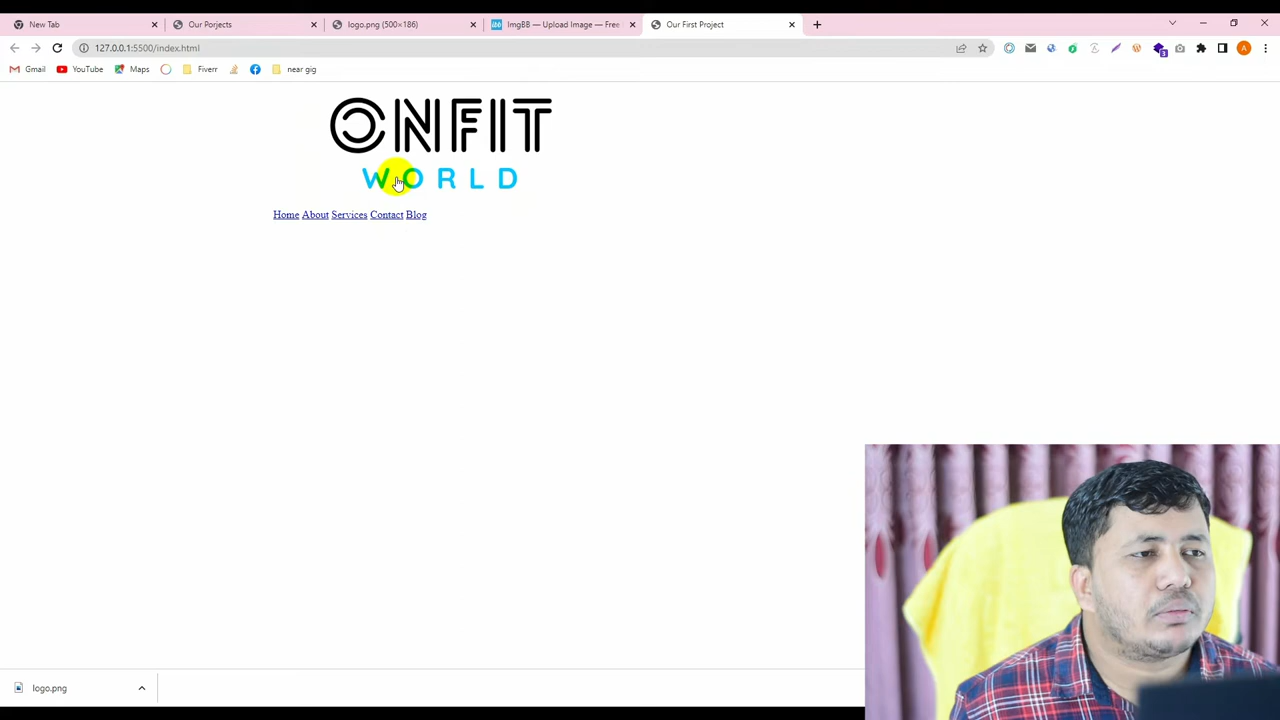 New Tab
Our Porjects
logo.png (500×186)
ImgBB — Upload Image — Free
Our First Project
127.0.0.1:5500/index.html
A
3
Gmail
YouTube
Maps
Fiverr
near gig
ONFIT
WORLD
Home About Services Contact Blog
logo.png